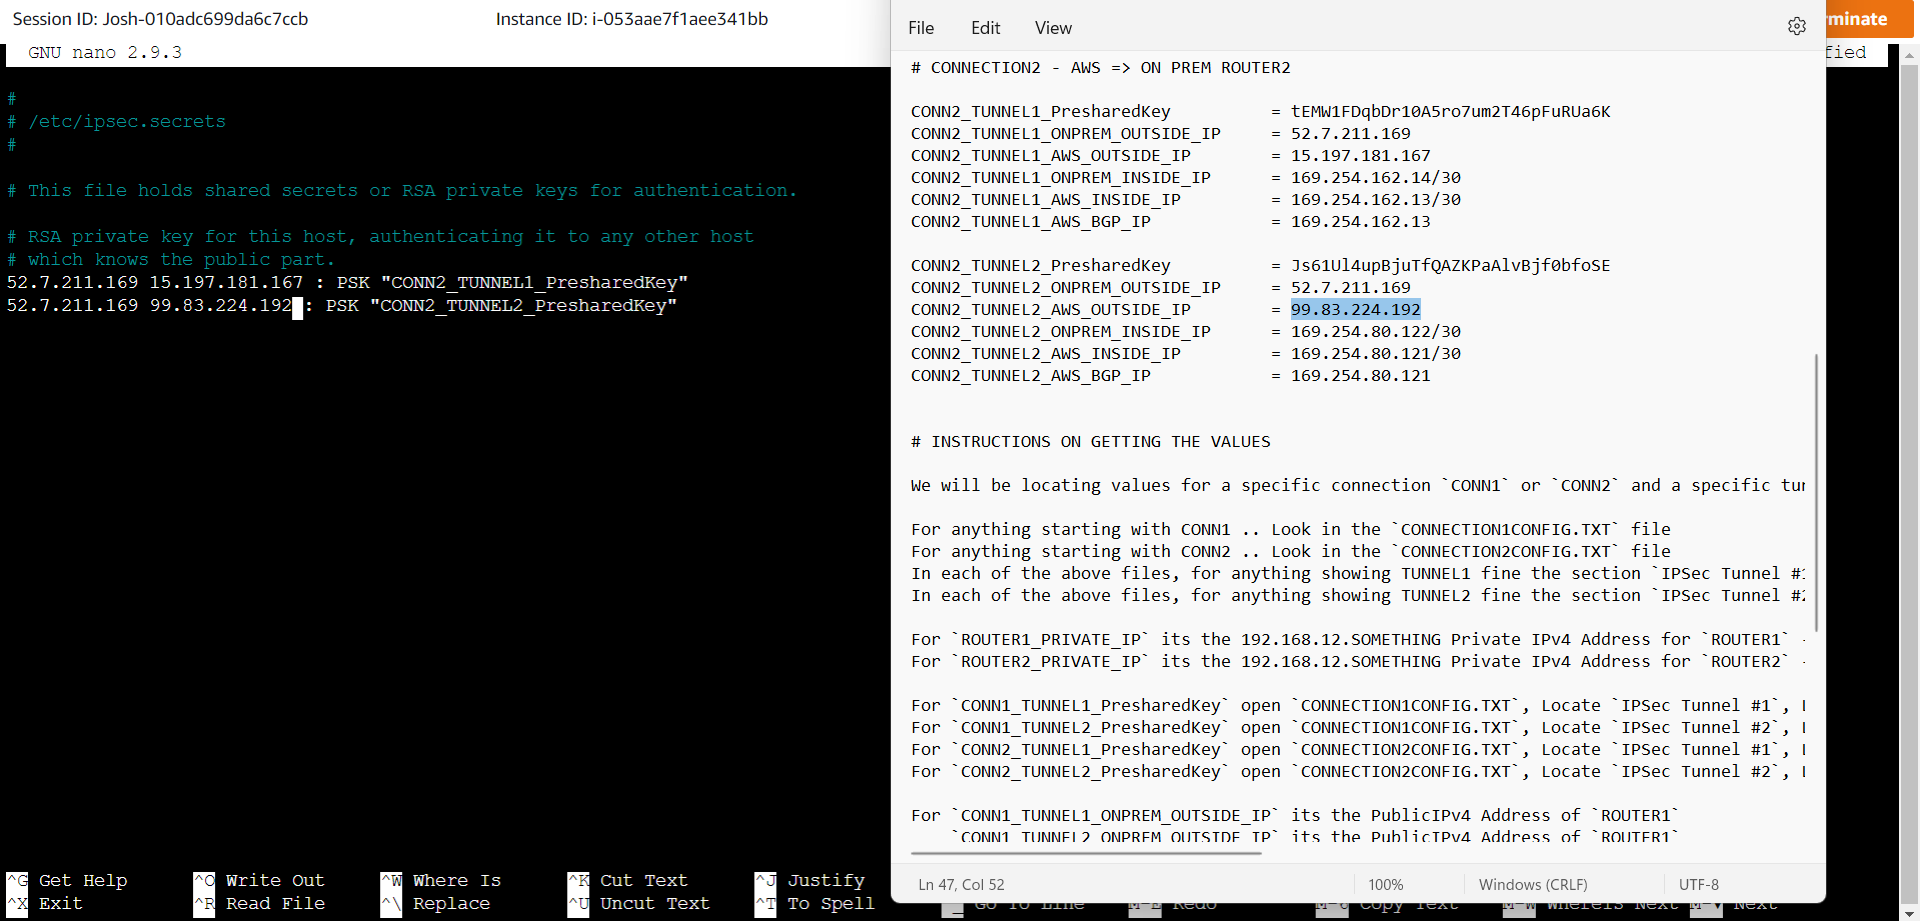 Session ID: Josh-010adc699da6c7ccb
Instance ID: i-053aae7f1aee341bb
GNU nano 2.9.3
#
# /etc/ipsec.secrets
#
# This file holds shared secrets or RSA private keys for authentication.
# RSA private key for this host, authenticating it to any other host
# which knows the public part.
52.7.211.169 15.197.181.167 : PSK "CONN2_TUNNEL1_PresharedKey"
52.7.211.169 99.83.224.192 : PSK "CONN2_TUNNEL2_PresharedKey"
^G Get Help ^O Write Out ^W Where Is ^K Cut Text ^J Justify
^X Exit ^R Read File ^\ Replace ^U Uncut Text ^T To Spell
File Edit View
rminate
fied
# CONNECTION2 - AWS => ON PREM ROUTER2
CONN2_TUNNEL1_PresharedKey = tEMW1FDqbDr10A5ro7um2T46pFuRUa6K
CONN2_TUNNEL1_ONPREM_OUTSIDE_IP = 52.7.211.169
CONN2_TUNNEL1_AWS_OUTSIDE_IP = 15.197.181.167
CONN2_TUNNEL1_ONPREM_INSIDE_IP = 169.254.162.14/30
CONN2_TUNNEL1_AWS_INSIDE_IP = 169.254.162.13/30
CONN2_TUNNEL1_AWS_BGP_IP = 169.254.162.13
CONN2_TUNNEL2_PresharedKey = Js61Ul4upBjuTfQAZKPaAlvBjf0bfoSE
CONN2_TUNNEL2_ONPREM_OUTSIDE_IP = 52.7.211.169
CONN2_TUNNEL2_AWS_OUTSIDE_IP = 99.83.224.192
CONN2_TUNNEL2_ONPREM_INSIDE_IP = 169.254.80.122/30
CONN2_TUNNEL2_AWS_INSIDE_IP = 169.254.80.121/30
CONN2_TUNNEL2_AWS_BGP_IP = 169.254.80.121
# INSTRUCTIONS ON GETTING THE VALUES
We will be locating values for a specific connection `CONN1` or `CONN2` and a specific tun
For anything starting with CONN1 .. Look in the `CONNECTION1CONFIG.TXT` file
For anything starting with CONN2 .. Look in the `CONNECTION2CONFIG.TXT` file
In each of the above files, for anything showing TUNNEL1 fine the section `IPSec Tunnel #1
In each of the above files, for anything showing TUNNEL2 fine the section `IPSec Tunnel #2
For `ROUTER1_PRIVATE_IP` its the 192.168.12.SOMETHING Private IPv4 Address for `ROUTER1` -
For `ROUTER2_PRIVATE_IP` its the 192.168.12.SOMETHING Private IPv4 Address for `ROUTER2` -
For `CONN1_TUNNEL1_PresharedKey` open `CONNECTION1CONFIG.TXT`, Locate `IPSec Tunnel #1`,
For `CONN1_TUNNEL2_PresharedKey` open `CONNECTION1CONFIG.TXT`, Locate `IPSec Tunnel #2`,
For `CONN2_TUNNEL1_PresharedKey` open `CONNECTION2CONFIG.TXT`, Locate `IPSec Tunnel #1`,
For `CONN2_TUNNEL2_PresharedKey` open `CONNECTION2CONFIG.TXT`, Locate `IPSec Tunnel #2`,
For `CONN1_TUNNEL1_ONPREM_OUTSIDE_IP` its the PublicIPv4 Address of `ROUTER1`
`CONN1_TUNNEL2_ONPREM_OUTSIDE_IP` its the PublicIPv4 Address of `ROUTER1`
Ln 47, Col 52 100% Windows (CRLF) UTF-8
Go To Line M-E Redo M-6 Copy Text M-W WhereIs Next Next